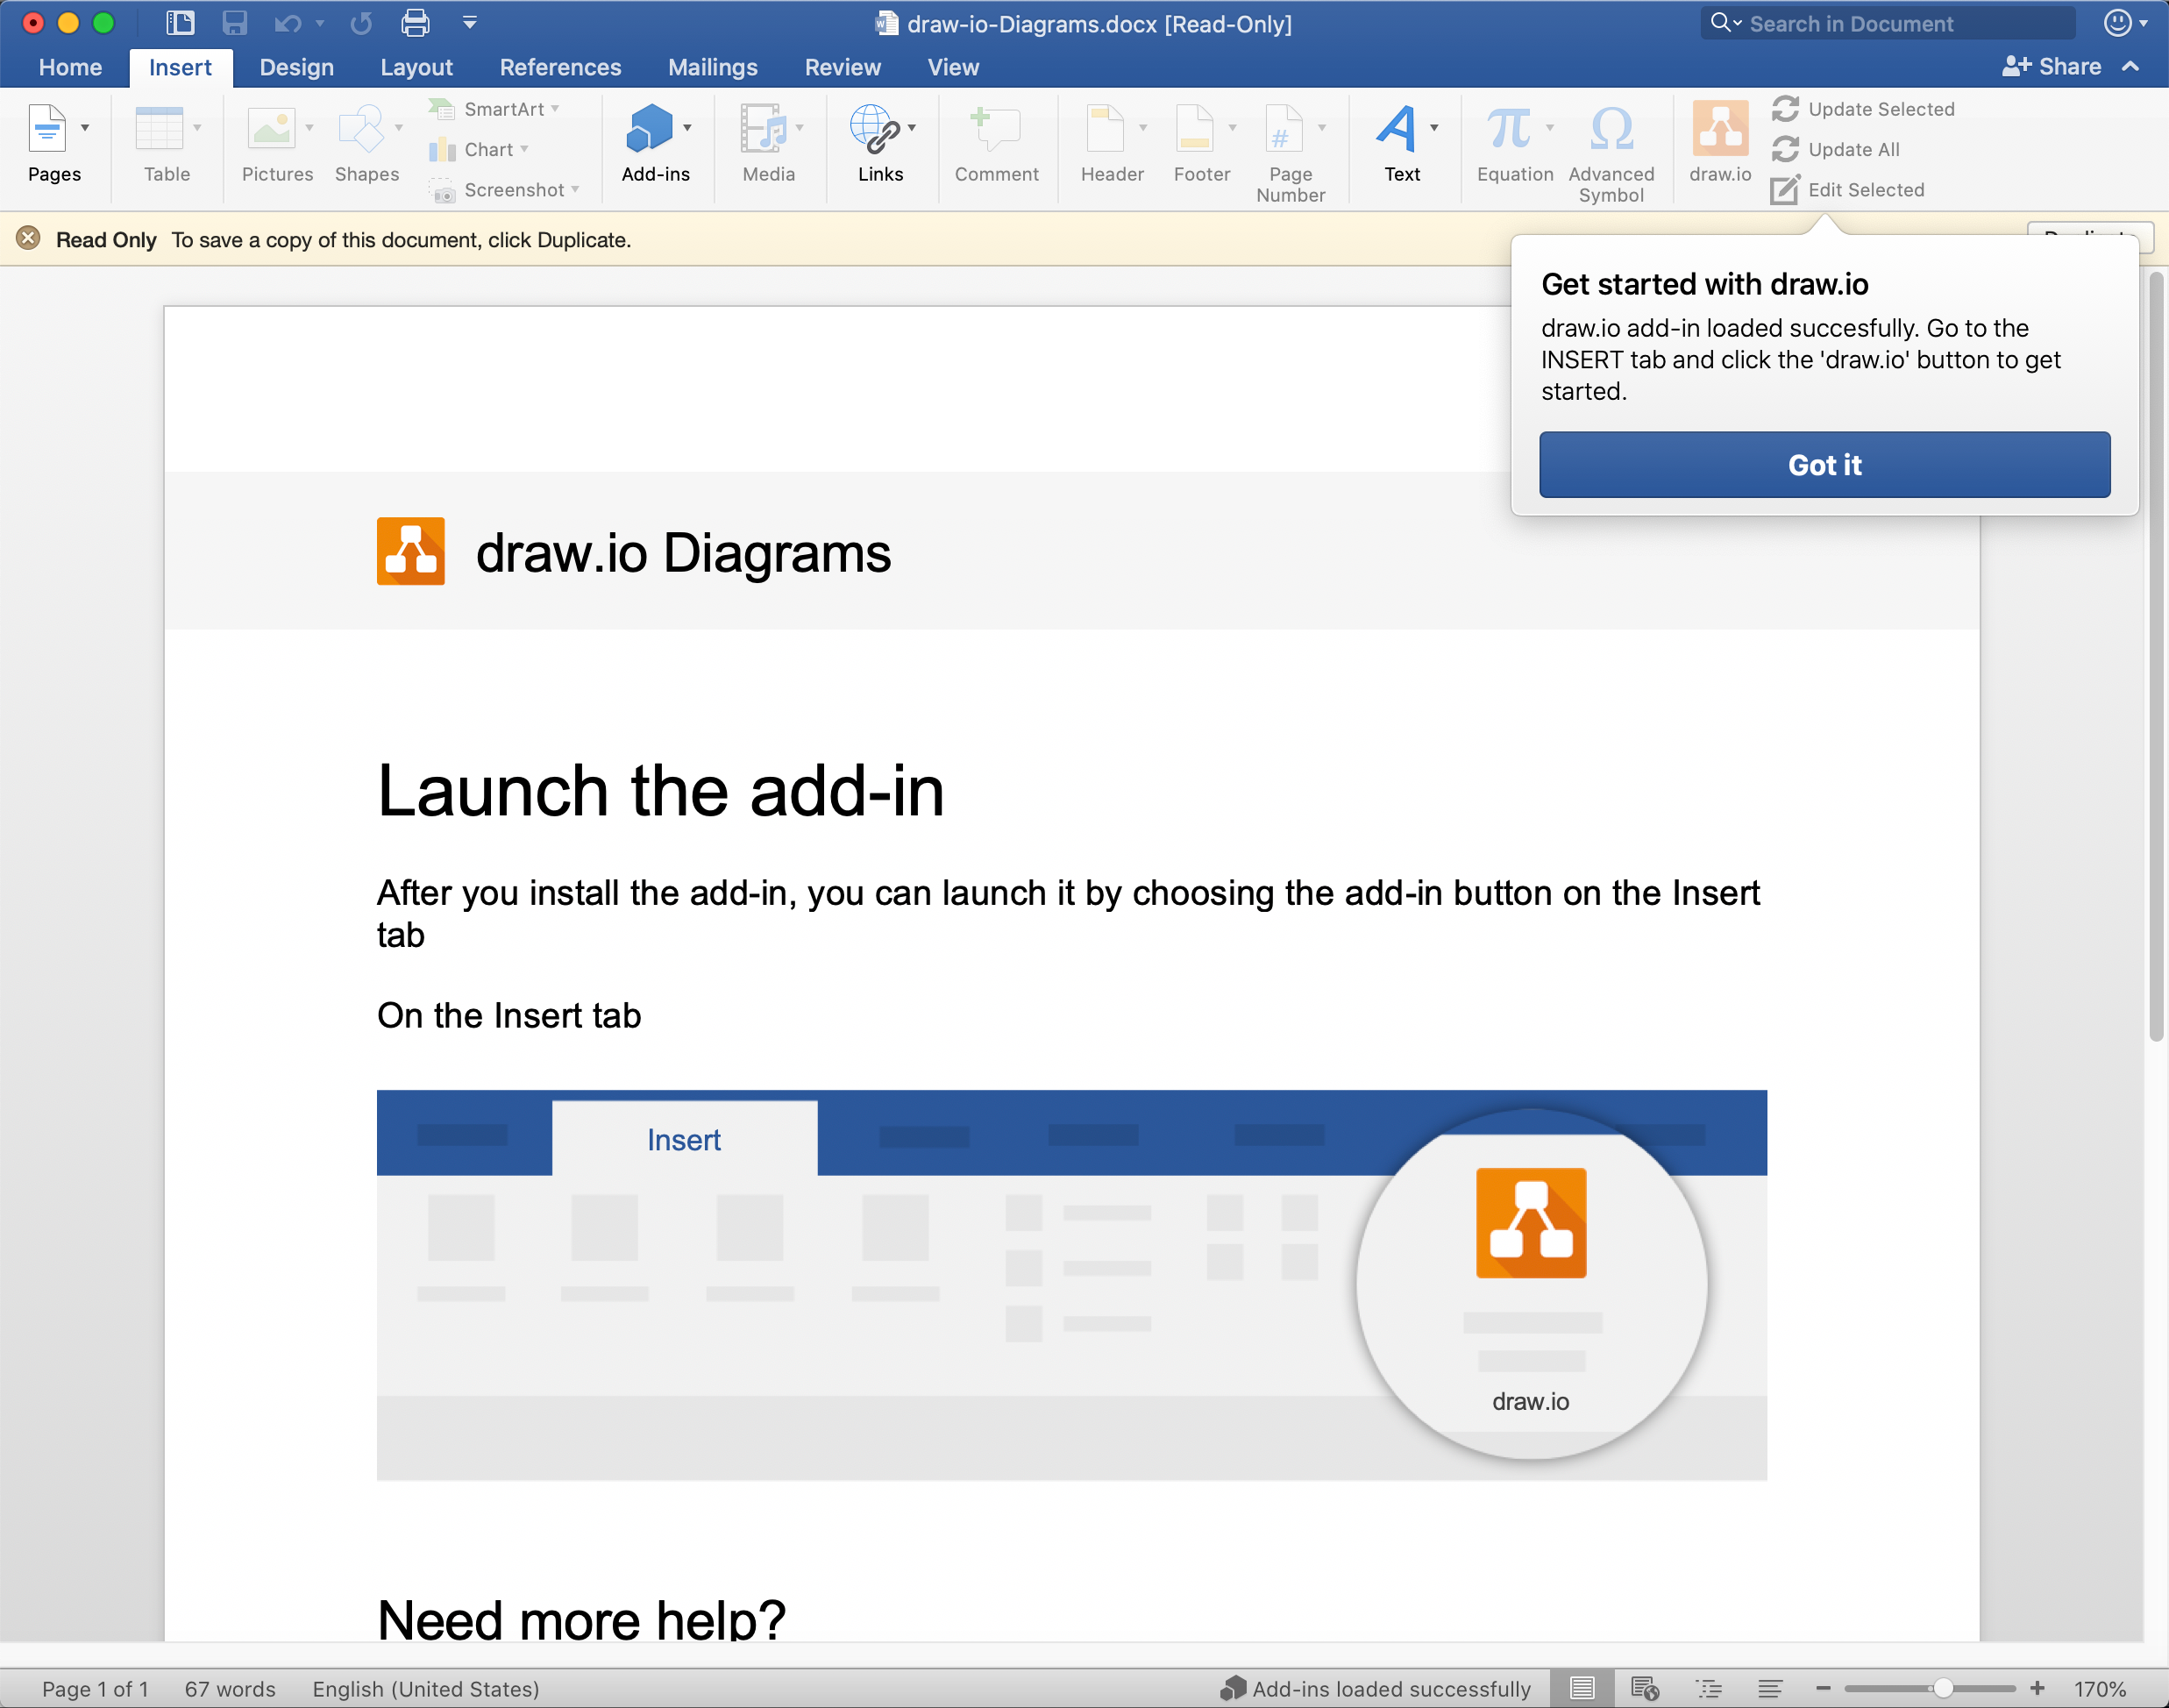 draw-io-Diagrams.docx [Read-Only]
Search in Document
Home Insert Design Layout References Mailings Review View Share
Pages
Table
Pictures
Shapes
SmartArt
Chart
Screenshot
Add-ins
Media
Links
Comment
Header
Footer
Page
Number
Text
Equation
Advanced
Symbol
draw.io
Update Selected
Update All
Edit Selected
Read Only To save a copy of this document, click Duplicate.
Get started with draw.io
draw.io add-in loaded succesfully. Go to the
INSERT tab and click the 'draw.io' button to get
started.
Got it
draw.io Diagrams
Launch the add-in
After you install the add-in, you can launch it by choosing the add-in button on the Insert
tab
On the Insert tab
Insert
draw.io
Need more help?
Page 1 of 1 67 words English (United States) Add-ins loaded successfully 170%